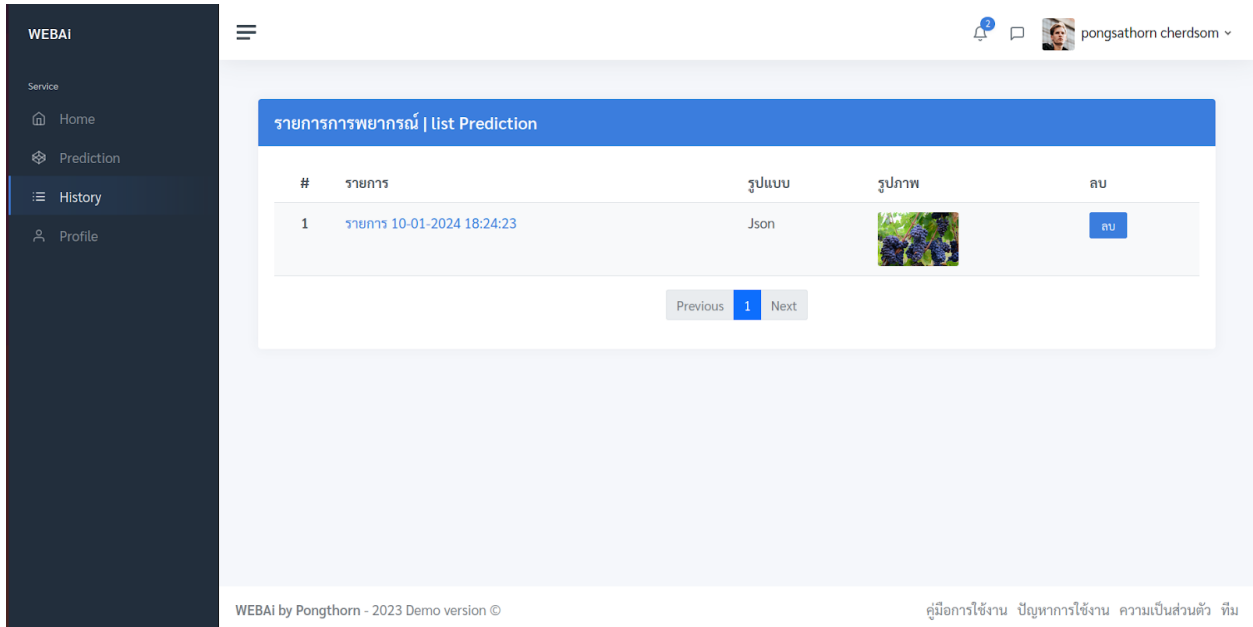 WEBAi
2
pongsathorn cherdsom
Service
Home
Prediction
History
Profile
รายการการพยากรณ์ | list Prediction
# รายการ รูปแบบ รูปภาพ ลบ
1 รายการ 10-01-2024 18:24:23 Json ลบ
Previous 1 Next
WEBAi by Pongthorn - 2023 Demo version © คู่มือการใช้งาน ปัญหาการใช้งาน ความเป็นส่วนตัว ทีม